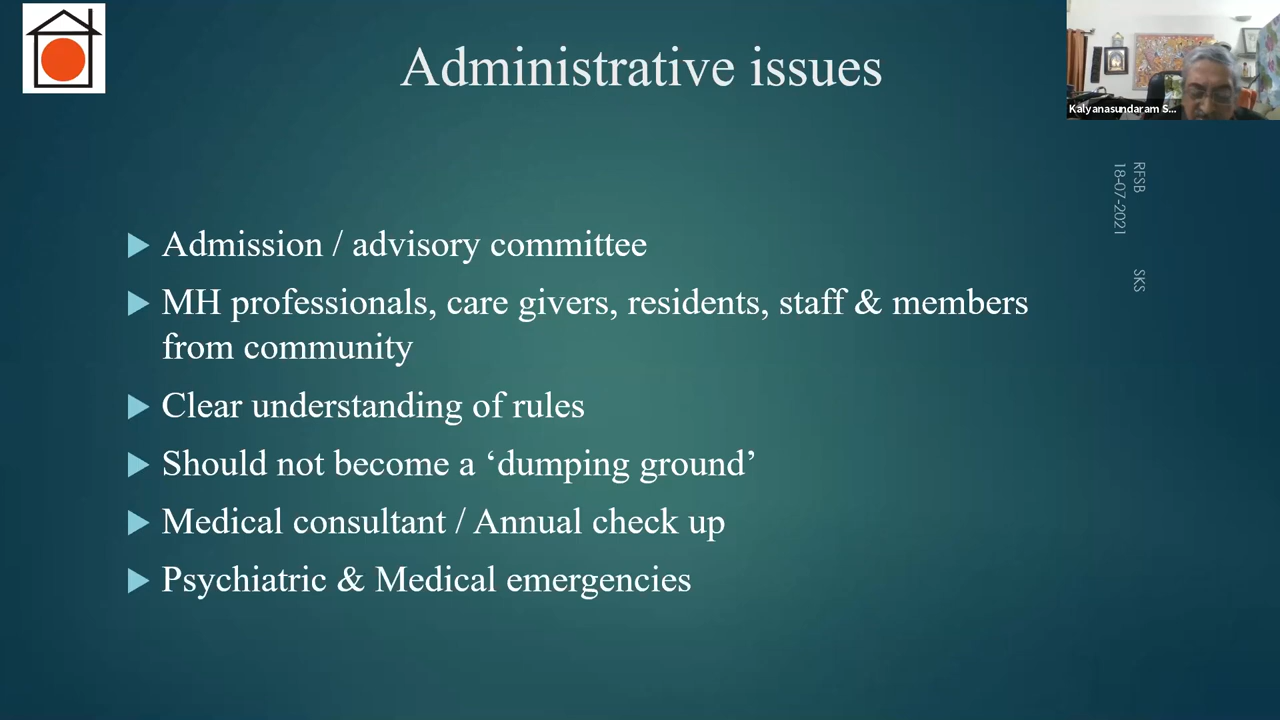 Administrative issues
Kalyanasundaram S...
RFSB
18-07-2021
SKS
Admission / advisory committee
MH professionals, care givers, residents, staff & members
from community
Clear understanding of rules
Should not become a ‘dumping ground’
Medical consultant / Annual check up
Psychiatric & Medical emergencies